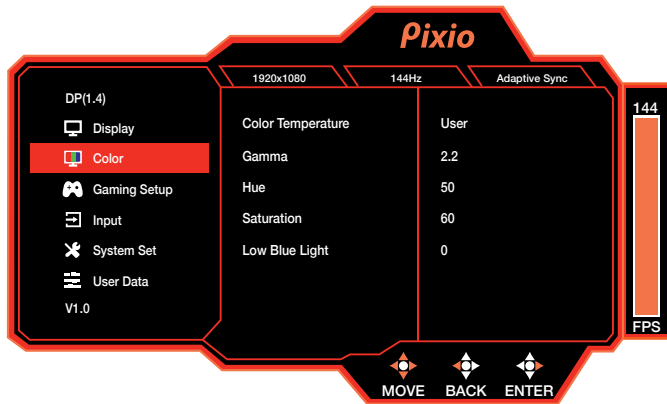 Pixio
1920x1080 144Hz Adaptive Sync
DP(1.4)
Display
Color
Gaming Setup
Input
System Set
User Data
V1.0
Color Temperature User
Gamma 2.2
Hue 50
Saturation 60
Low Blue Light 0
144
FPS
MOVE BACK ENTER